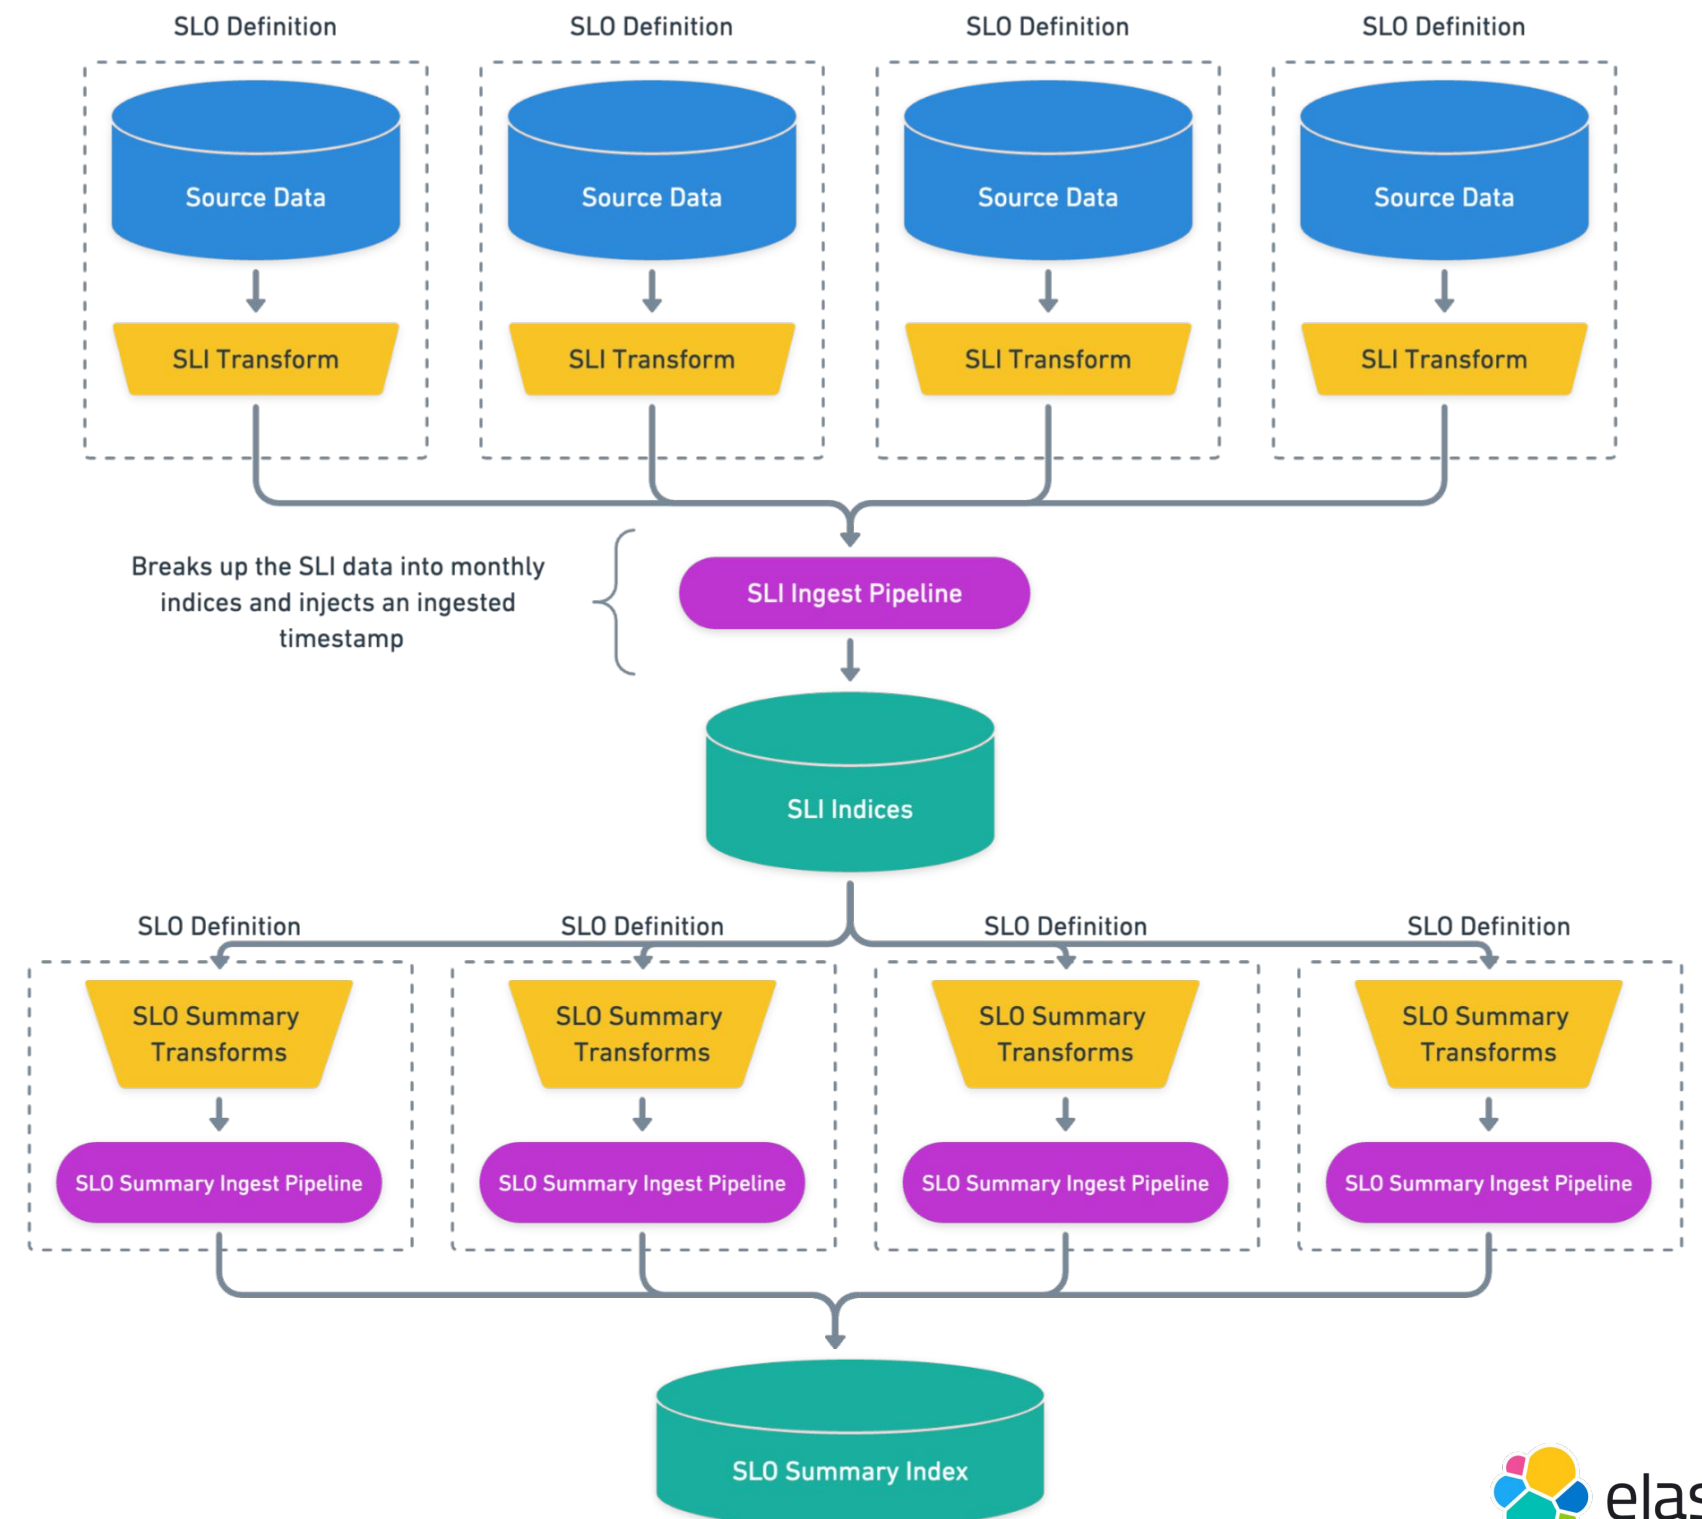 SLO Definition
SLO Definition
SLO Definition
SLO Definition
Source Data
Source Data
Source Data
Source Data
SLI Transform
SLI Transform
SLI Transform
SLI Transform
Breaks up the SLI data into monthly
indices and injects an ingested
timestamp
SLI Ingest Pipeline
SLI Indices
SLO Definition
SLO Definition
SLO Definition
SLO Definition
SLO Summary
Transforms
SLO Summary
Transforms
SLO Summary
Transforms
SLO Summary
Transforms
SLO Summary Ingest Pipeline
SLO Summary Ingest Pipeline
SLO Summary Ingest Pipeline
SLO Summary Ingest Pipeline
SLO Summary Index
elas